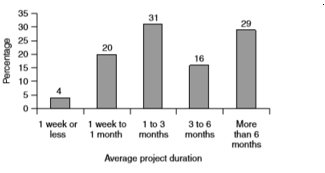 35
30
25
20
15
10
5
0
Percentage
4
20
31
16
29
1 week or less
1 week to 1 month
1 to 3 months
3 to 6 months
More than 6 months
Average project duration